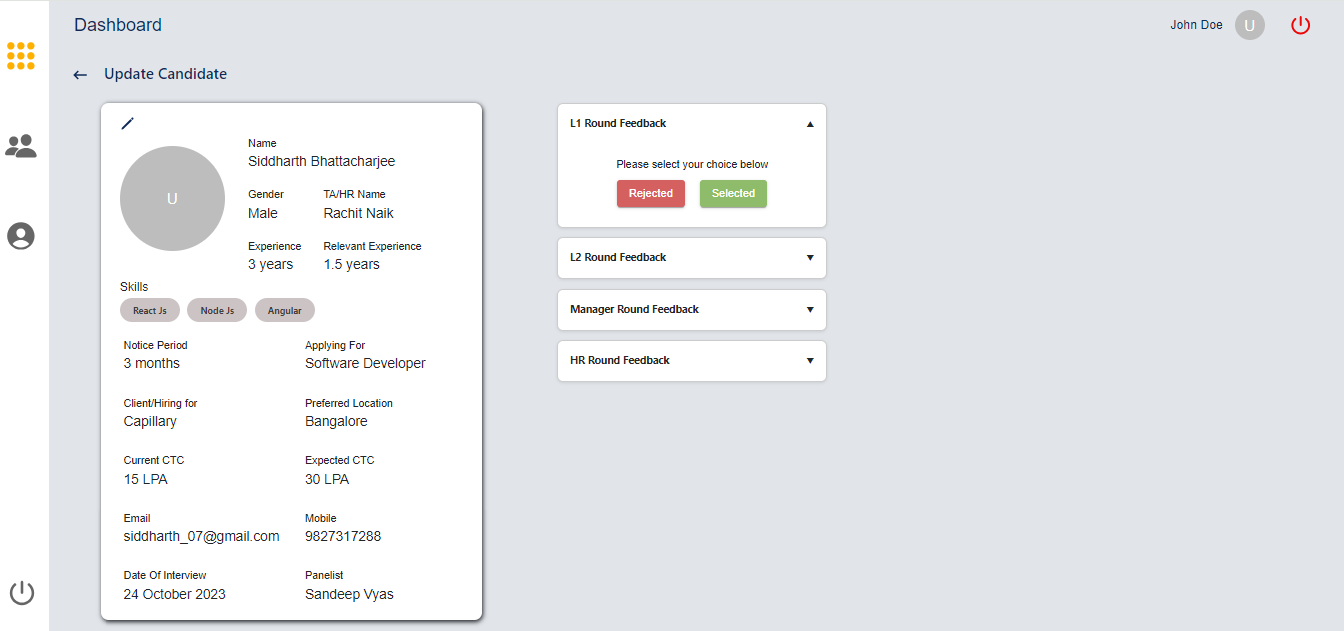 Dashboard
John Doe
U
Update Candidate
U
Name
Siddharth Bhattacharjee
Gender
TA/HR Name
Male
Rachit Naik
Experience
Relevant Experience
3 years
1.5 years
Skills
React Js
Node Js
Angular
Notice Period
Applying For
3 months
Software Developer
Client/Hiring for
Preferred Location
Capillary
Bangalore
Current CTC
Expected CTC
15 LPA
30 LPA
Email
Mobile
siddharth_07@gmail.com
9827317288
Date Of Interview
Panelist
24 October 2023
Sandeep Vyas
L1 Round Feedback
Please select your choice below
Rejected
Selected
L2 Round Feedback
Manager Round Feedback
HR Round Feedback